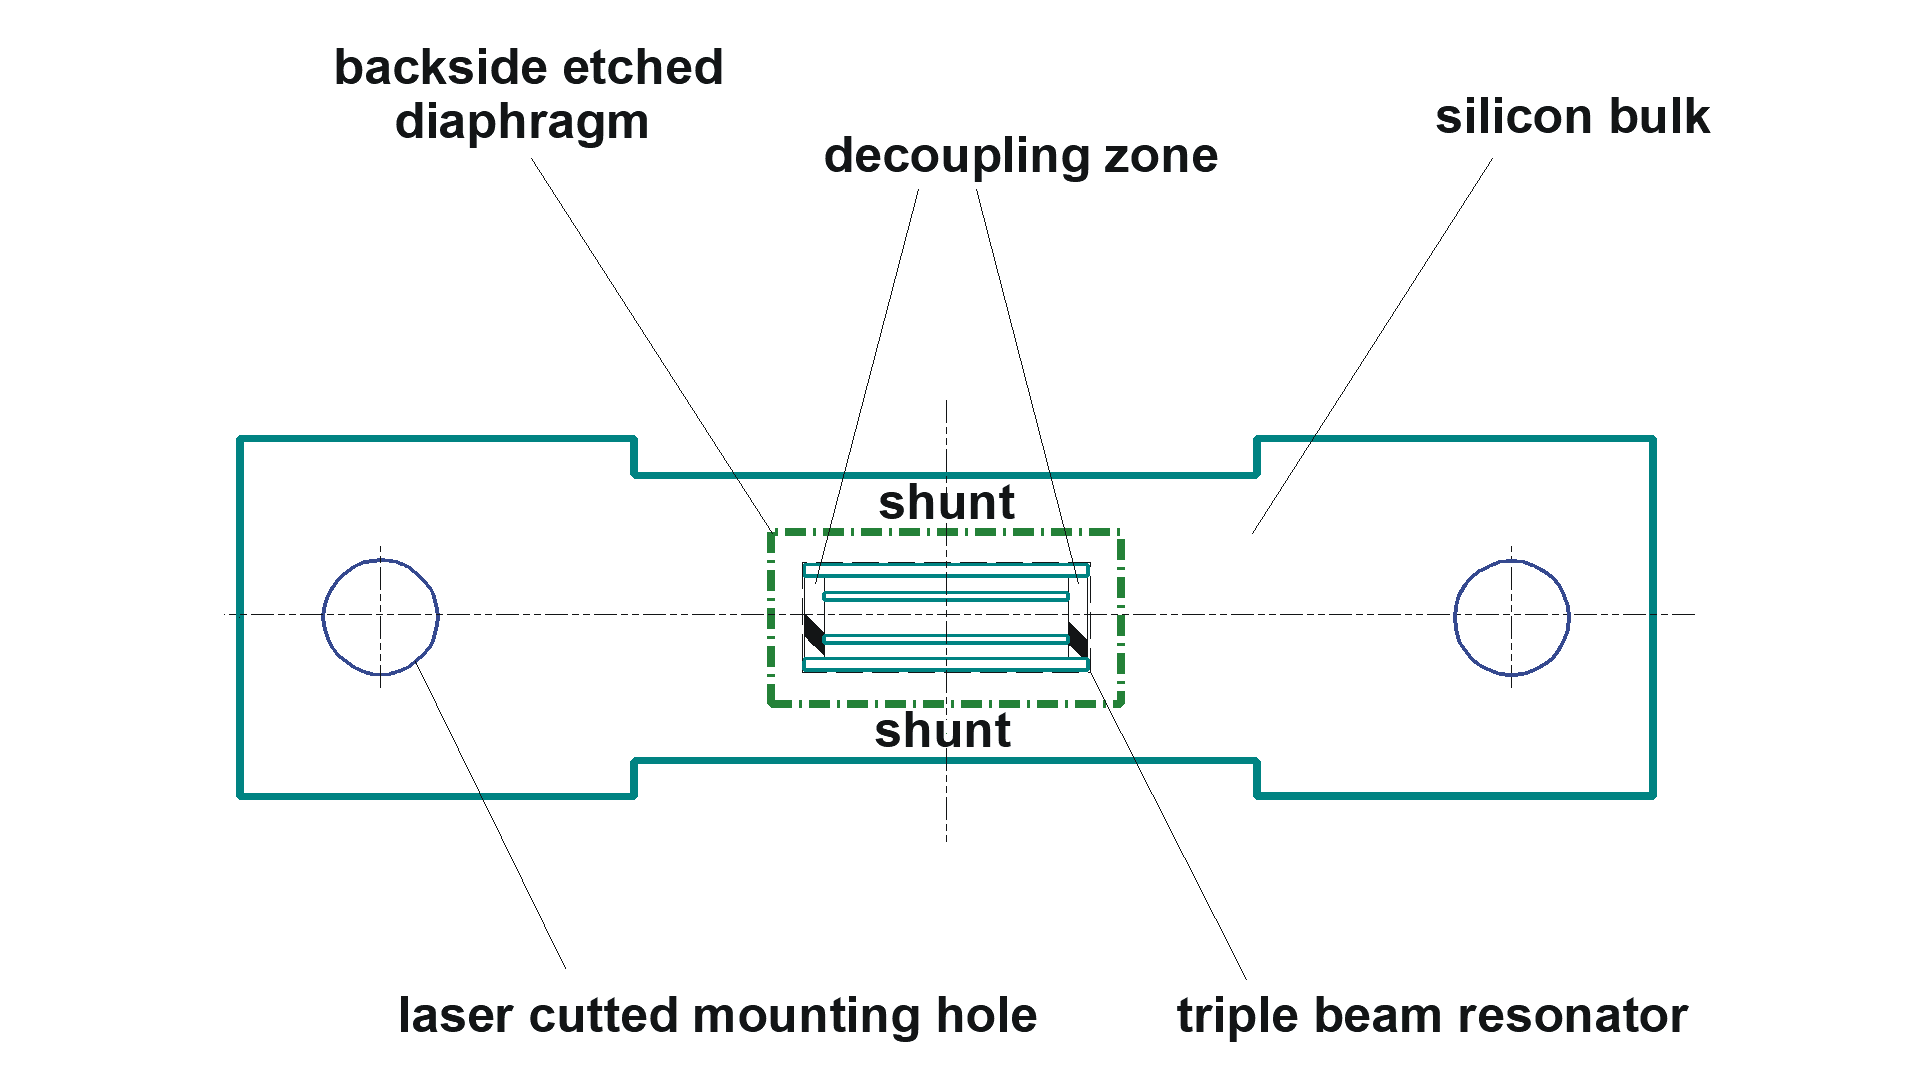 backside etched
diaphragm
decoupling zone
silicon bulk
shunt
shunt
laser cutted mounting hole
triple beam resonator